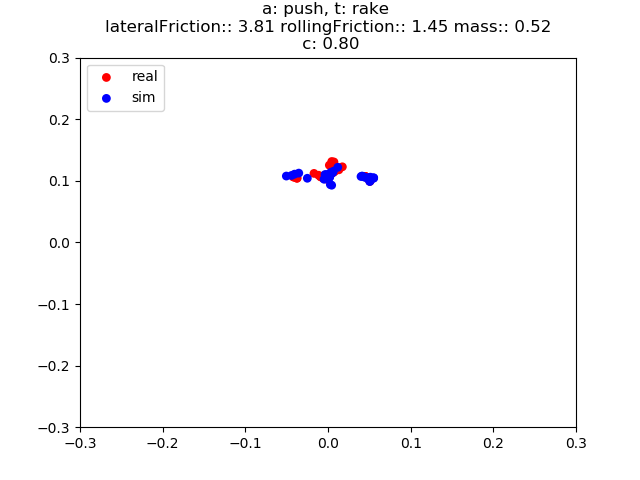 a: push, t: rake
lateralFriction:: 3.81 rollingFriction:: 1.45 mass:: 0.52
c: 0.80
real
sim
0.3
0.2
0.1
0.0
−0.1
−0.2
−0.3
−0.3 −0.2 −0.1 0.0 0.1 0.2 0.3